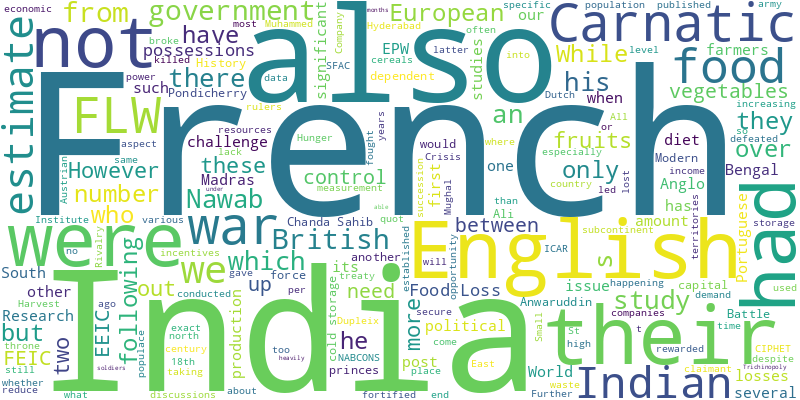 economic
from
government
most Muhammed
Hyderabad
European
our
specific
population published
army
Carnatic
estimate
not
possessions
have
broke Company
months
also
significant
EPW often into
While
farmers
level
killed
History
there
SFAC
data
cereals
latter
studies
food
power
such
Pondicherry
dependent
his
vegetables
rulers
Dutch
All
or
increasing
FLW
when
an
they
so
defeated
aspect
resources
Hunger
current
years
fruits
diet
over
However
same
challenge
lack
would
where
Modern
Bengal
French
Austrian
these
measurement
fought
Crisis
especially
one
only
income
Anglo
number
Madras
control
able
succession
first
Mughal
than
country
led
lost
has
Nawab
under
quot
Ali
subcontinent
amount
territories
storage
Institute
various
who
war
Chanda Sahib
between
ICAR
Portuguese
had
were
no
Rivalry
incentives
which
British
another
established
English
s
South
we
gave
its
treaty
will
opportunity
Anwaruddin
happening
other
ago
out
up
force
cold storage
need
more
Food Loss
issue
capital
demand
used
Research
EEIC
following
conducted
per
he
Dupleix
NABCONS
secure
come
political
Small
companies
t
Battle
time
but
two
production
too
princes
post
East
World
St
study
rewarded
CIPHET
FEIC
Harvest
exact
north
populace
soldiers
heavily
place
India
their
high
despite
losses
throne
still
century
18th
taking
claimant
Trichinopoly
whether
reduce
what
discussions
about
fortified
end
waste
Further
Indian
several